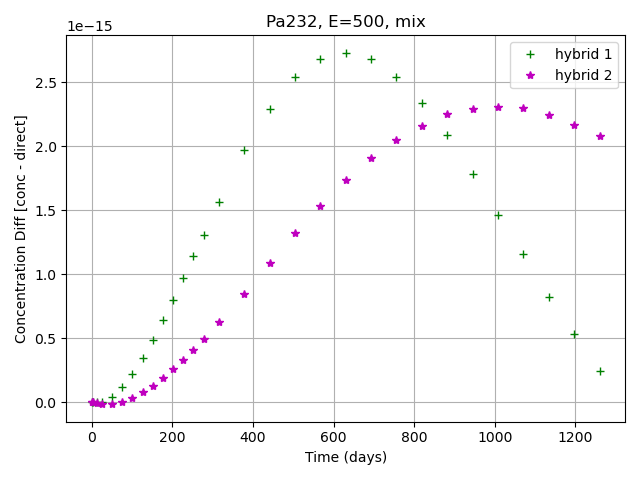 Pa232, E=500, mix
1e−15
hybrid 1
hybrid 2
Concentration Diff [conc - direct]
2.5
2.0
1.5
1.0
0.5
0.0
0 200 400 600 800 1000 1200
Time (days)